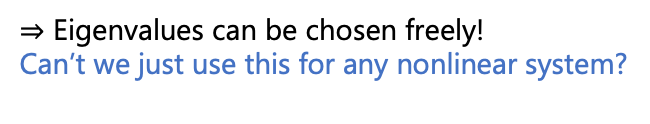 ⇒ Eigenvalues can be chosen freely!
Can't we just use this for any nonlinear system?